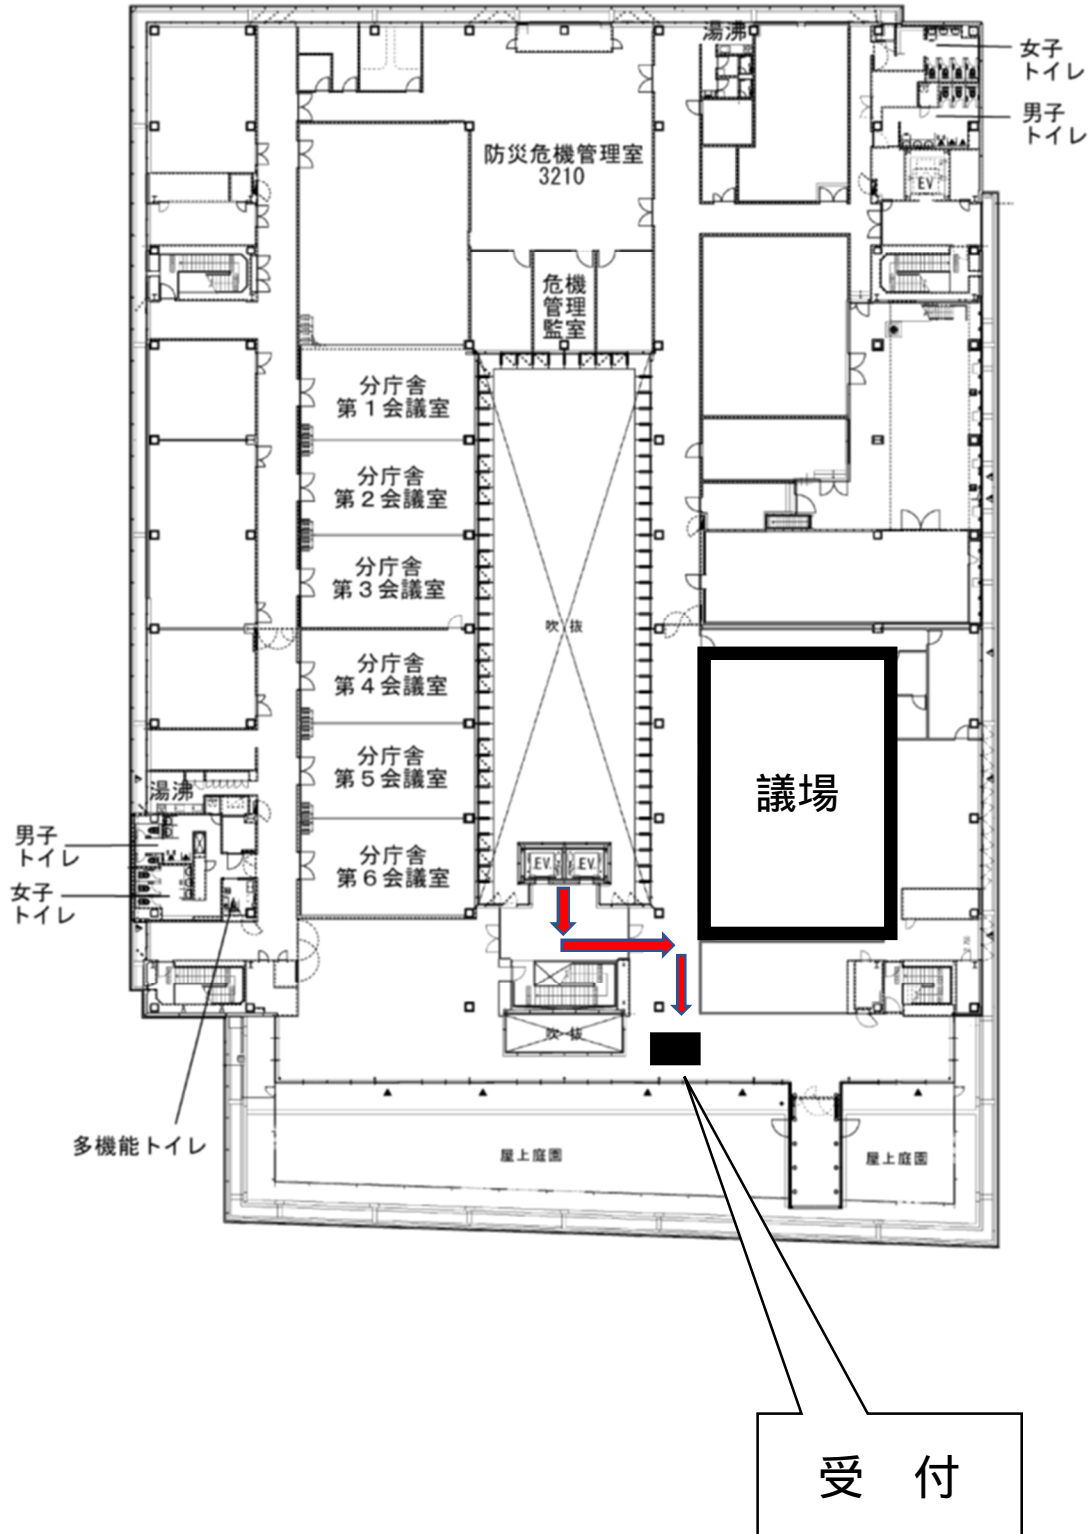 湯沸
女子
トイレ
男子
トイレ
防災危機管理室
3210
EV
危機
管理
監室
分庁舎
第1会議室
分庁舎
第2会議室
分庁舎
第3会議室
吹抜
分庁舎
第4会議室
分庁舎
第5会議室
議場
湯沸
男子
トイレ
女子
トイレ
分庁舎
第6会議室
EV
EV
吹抜
多機能トイレ
屋上庭園
屋上庭園
受 付